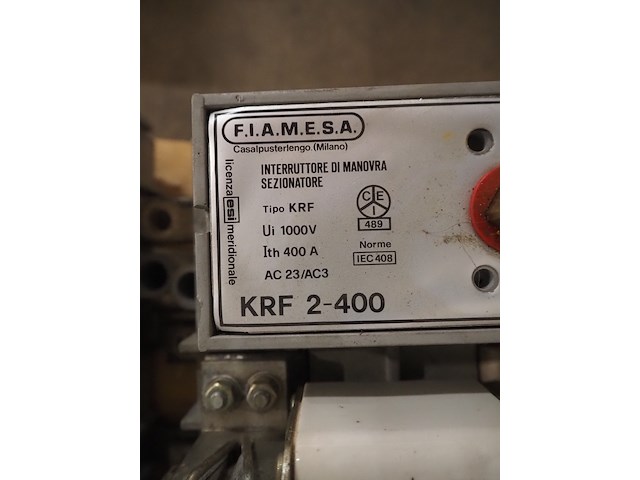 F.I.A.M.E.S.A.
Casalpusterlengo (Milano)
licenza esi meridionale
INTERRUTTORE DI MANOVRA
SEZIONATORE
Tipo KRF
Ui 1000V
Ith 400 A
AC 23/AC3
CEI
489
Norme
IEC 408
KRF 2-400